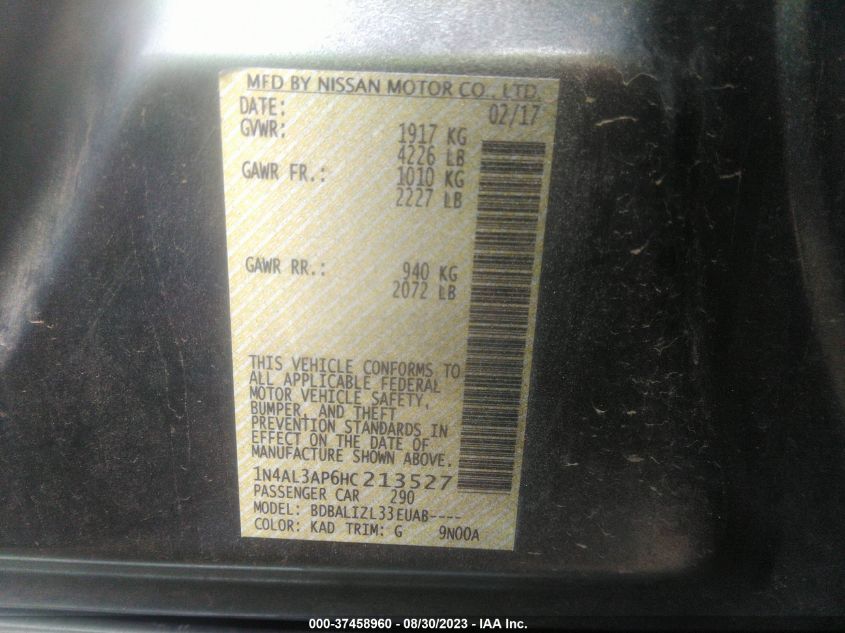 MFD BY NISSAN MOTOR CO., LTD.
DATE: 02/17
GVWR: 1917 KG
4226 LB
GAWR FR.: 1010 KG
2227 LB
GAWR RR.: 940 KG
2072 LB
THIS VEHICLE CONFORMS TO
ALL APPLICABLE FEDERAL
MOTOR VEHICLE SAFETY,
BUMPER, AND THEFT
PREVENTION STANDARDS IN
EFFECT ON THE DATE OF
MANUFACTURE SHOWN ABOVE.
1N4AL3AP6HC213527
PASSENGER CAR 290
MODEL: BDBALIZL33EUAB----
COLOR: KAD TRIM: G 9N00A
000-37458960 - 08/30/2023 - IAA Inc.